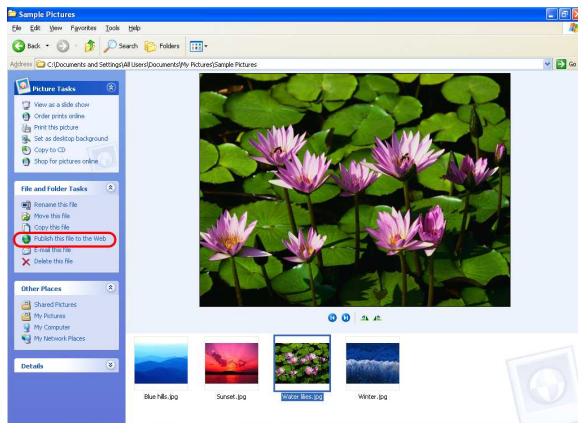 Sample Pictures
File Edit View Favorites Tools Help
Back Search Folders
Address C:\Documents and Settings\All Users\Documents\My Pictures\Sample Pictures Go
Picture Tasks
View as a slide show
Order prints online
Print this picture
Set as desktop background
Copy to CD
Shop for pictures online
File and Folder Tasks
Rename this file
Move this file
Copy this file
Publish this file to the Web
E-mail this file
Delete this file
Other Places
Shared Pictures
My Pictures
My Computer
My Network Places
Details
Blue hills.jpg Sunset.jpg Water lilies.jpg Winter.jpg